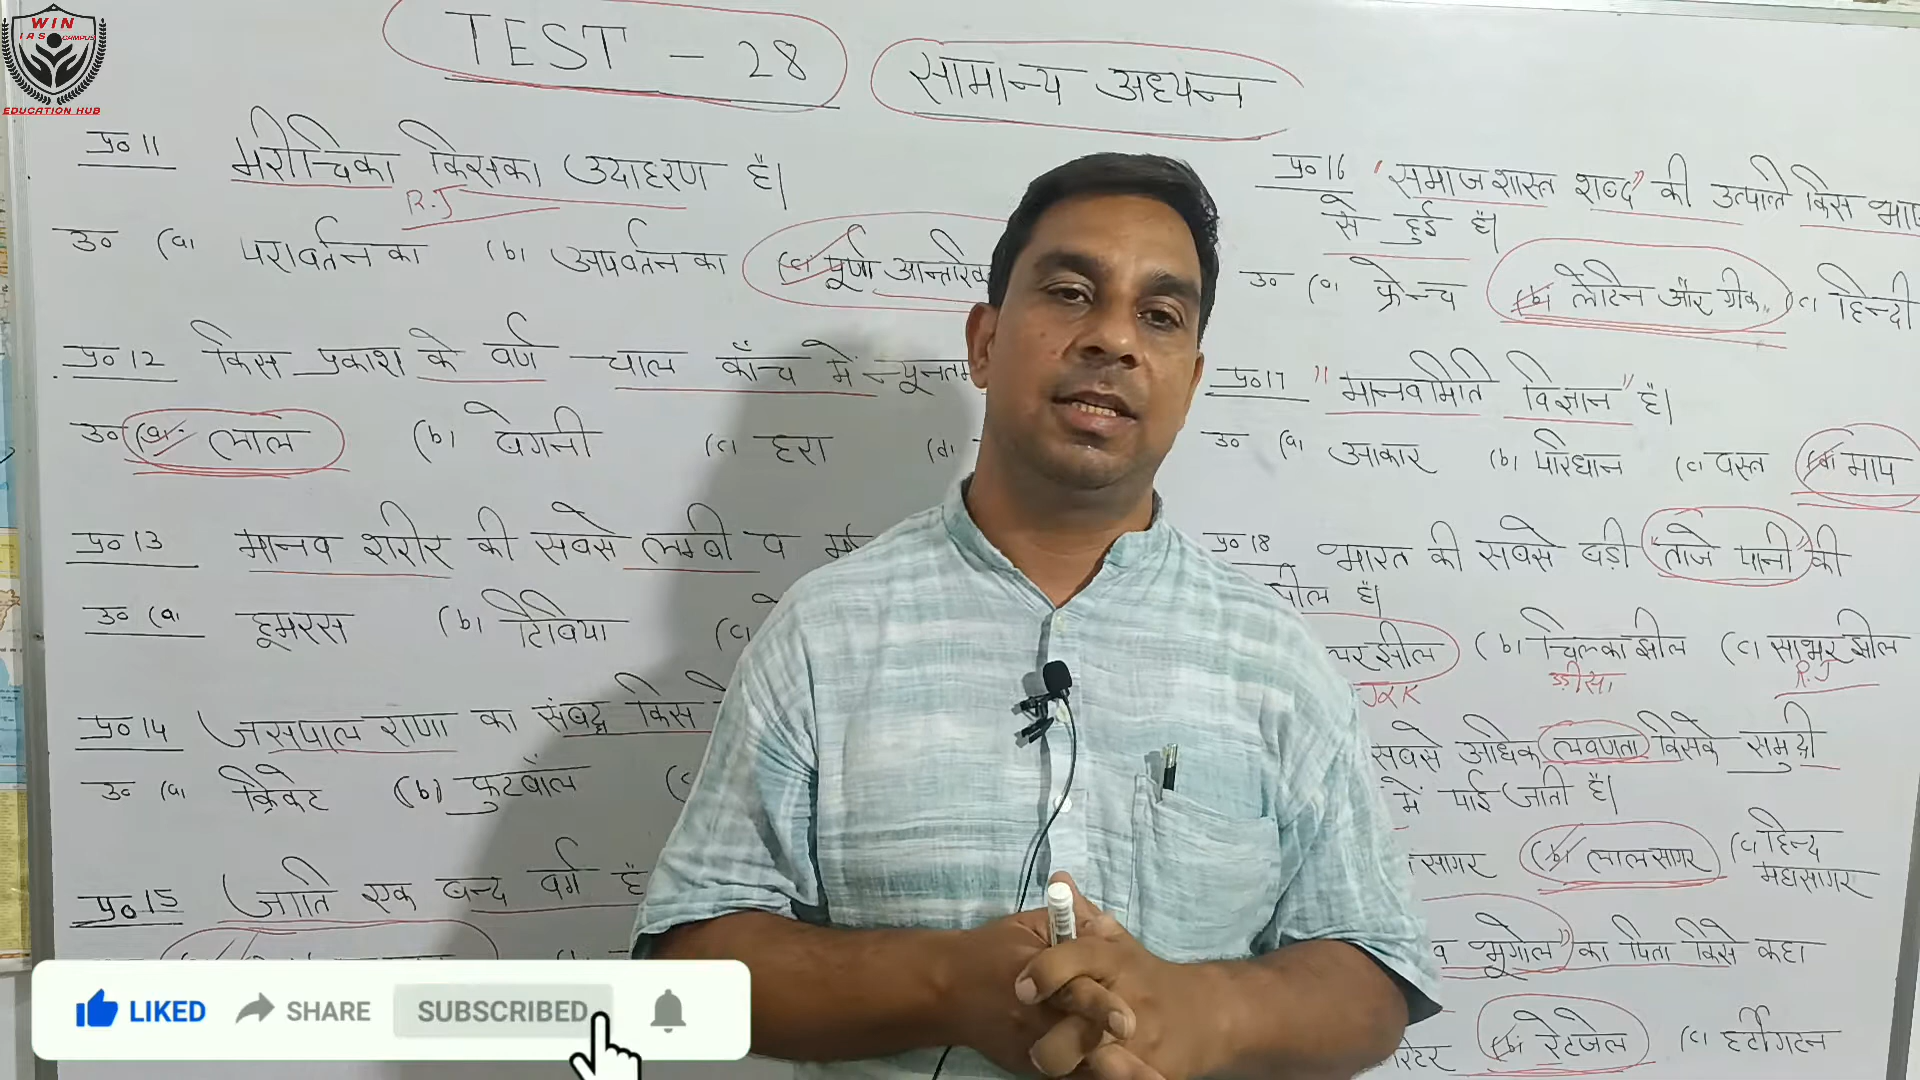 WIN
IAS CAMPUS
EDUCATION HUB
TEST - 28
सामान्य अध्यन
प्र० 11 मरीचिका किसका उदाहरण है।
R.J
उ० (a) परावर्तन का (b) अपवर्तन का (c) पूर्ण आन्तरिक
प्र० 12 किस प्रकाश के वर्ण चाल काँच में न्यूनतम
उ० (a) लाल (b) बैगनी (c) हरा (d)
प्र० 13 मानव शरीर की सबसे लम्बी व
उ० (a) हूमरस (b) टिबिया (c)
प्र० 14 जसपाल राणा का संबद्ध किस
उ० (a) क्रिकेट (b) फुटबॉल (c
प्र० 15 जाति एक बन्द वर्ग है
प्र० 16 "समाजशास्त्र शब्द" की उत्पत्ति किस
से हुई है।
उ० (a) फ्रेन्च (b) लेटिन और ग्रीक (c) हिन्दी
प्र० 17 "मानवमिति विज्ञान" है।
उ० (a) आकार (b) परिधान (c) वस्त्र (d) माप
प्र० 18 भारत की सबसे बड़ी "ताजे पानी" की
झील है।
लर झील (b) चिल्का झील (c) साभर झील
J&K उड़ीसा R.J
सबसे अधिक लवणता किसके समुद्री
में पाई जाती है।
सागर (b) लाल सागर (c) हिन्द
महासागर
व भूगोल" का पिता किसे कहा
रिटर (b) रेटजेल (c) हर्टीगटन
LIKED SHARE SUBSCRIBED